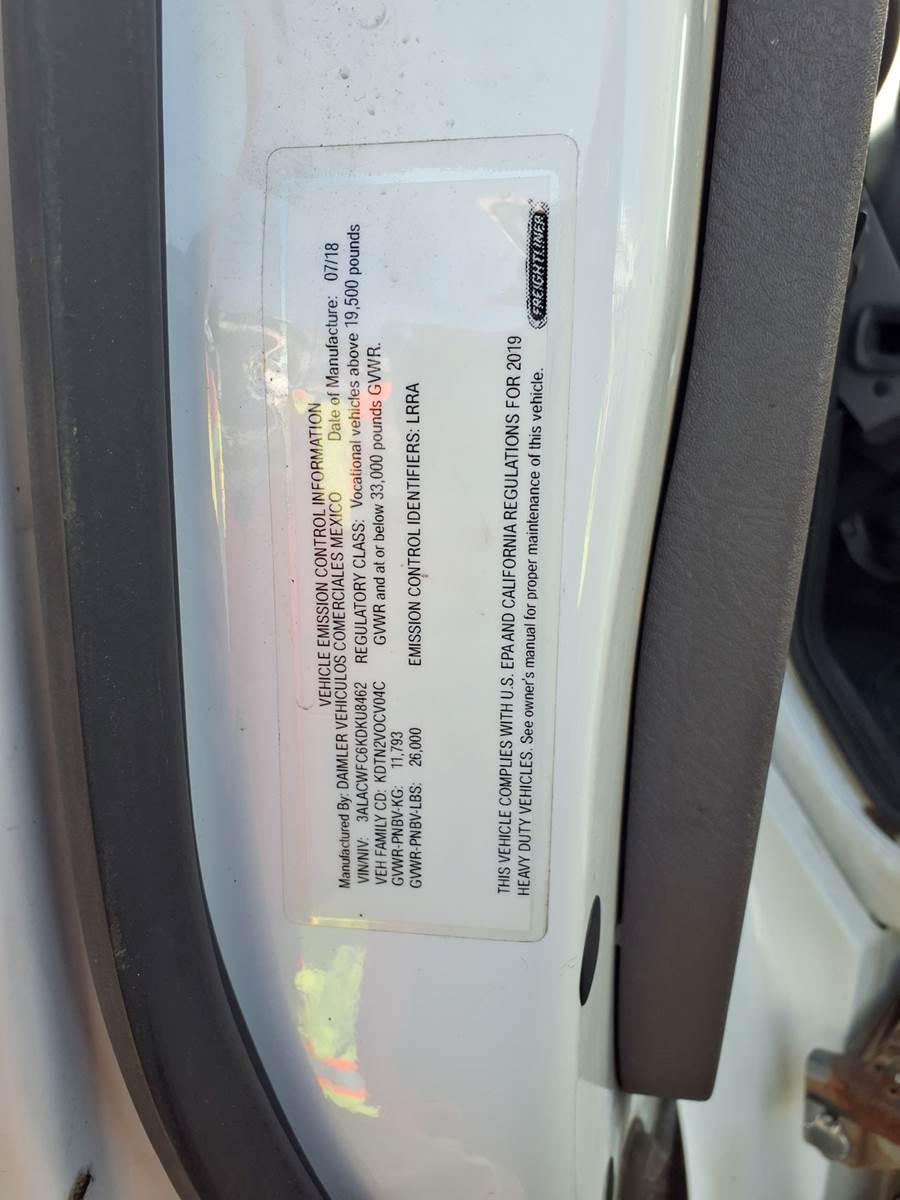 VEHICLE EMISSION CONTROL INFORMATION
Manufactured By: DAIMLER VEHICULOS COMERCIALES MEXICO Date of Manufacture: 07/18
VIN/NIV: 3ALACWFC6KDKU8462 REGULATORY CLASS: Vocational vehicles above 19,500 pounds
VEH FAMILY CD: KDTN2VOCV04C GVWR and at or below 33,000 pounds GVWR.
GVWR-PNBV-KG: 11,793
GVWR-PNBV-LBS: 26,000 EMISSION CONTROL IDENTIFIERS: LRRA
THIS VEHICLE COMPLIES WITH U.S. EPA AND CALIFORNIA REGULATIONS FOR 2019
HEAVY DUTY VEHICLES. See owner's manual for proper maintenance of this vehicle.
FREIGHTLINER